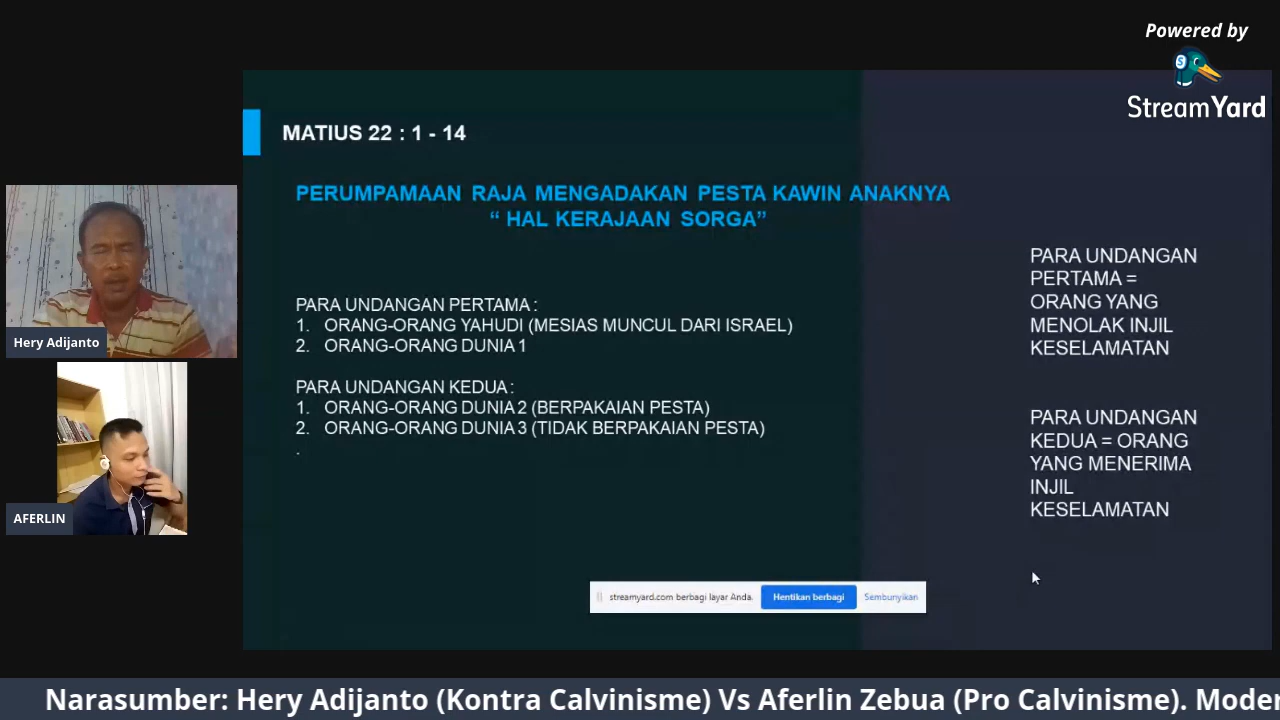 Powered by
StreamYard
MATIUS 22 : 1 - 14
PERUMPAMAAN RAJA MENGADAKAN PESTA KAWIN ANAKNYA
“ HAL KERAJAAN SORGA”
PARA UNDANGAN PERTAMA :
1. ORANG-ORANG YAHUDI (MESIAS MUNCUL DARI ISRAEL)
2. ORANG-ORANG DUNIA 1
PARA UNDANGAN KEDUA :
1. ORANG-ORANG DUNIA 2 (BERPAKAIAN PESTA)
2. ORANG-ORANG DUNIA 3 (TIDAK BERPAKAIAN PESTA)
.
PARA UNDANGAN
PERTAMA =
ORANG YANG
MENOLAK INJIL
KESELAMATAN
PARA UNDANGAN
KEDUA = ORANG
YANG MENERIMA
INJIL
KESELAMATAN
Hery Adijanto
AFERLIN
streamyard.com berbagi layar Anda.
Hentikan berbagi
Sembunyikan
Narasumber: Hery Adijanto (Kontra Calvinisme) Vs Aferlin Zebua (Pro Calvinisme). Moder